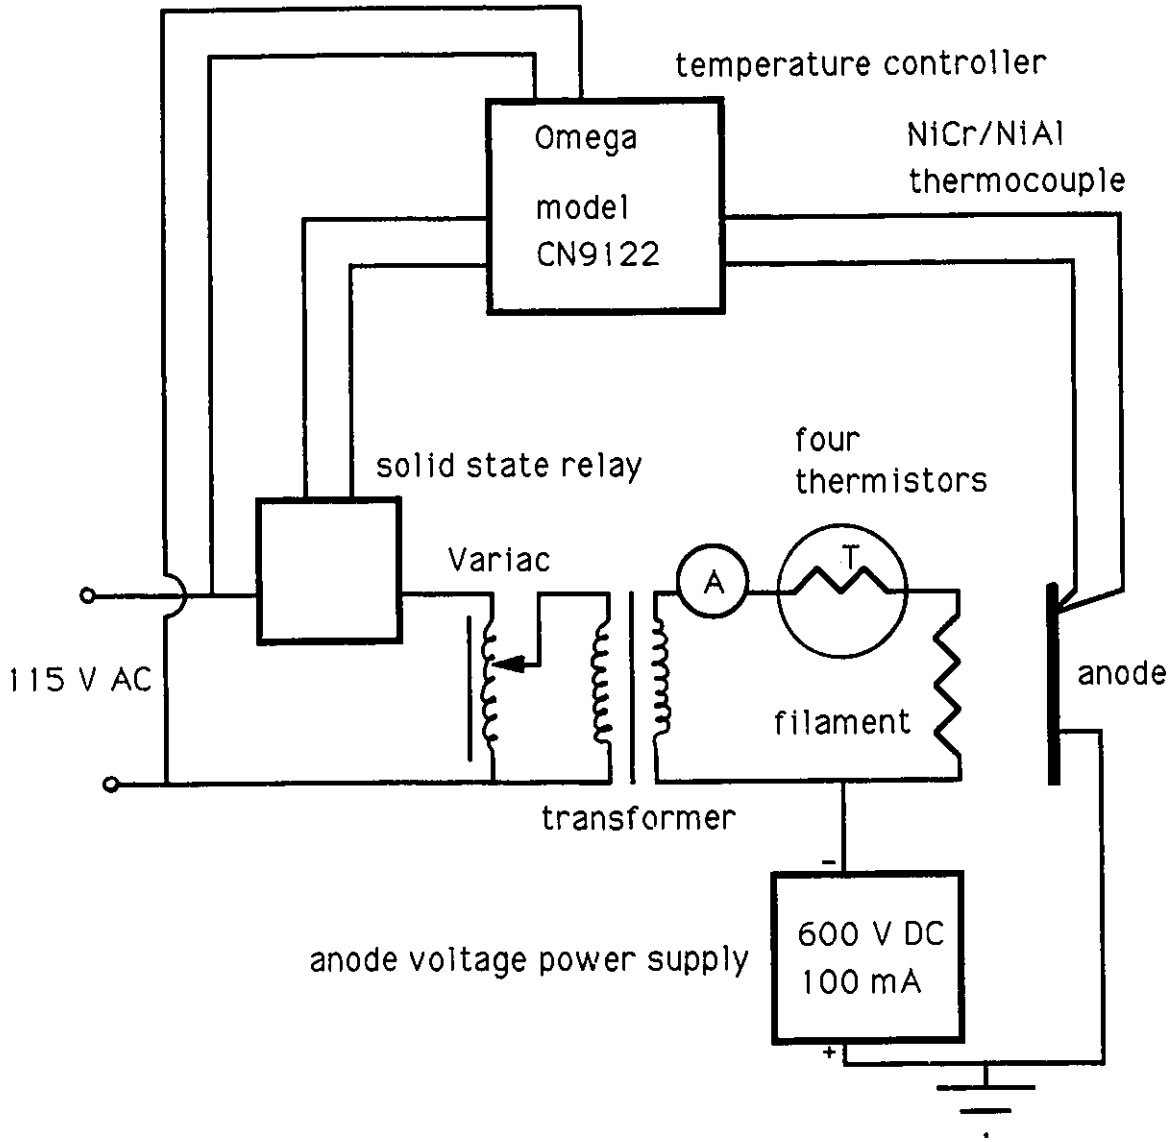 temperature controller
Omega
model
CN9122
NiCr/NiAl
thermocouple
four
thermistors
solid state relay
Variac
A
T
115 V AC
anode
filament
transformer
-
600 V DC
100 mA
anode voltage power supply
+